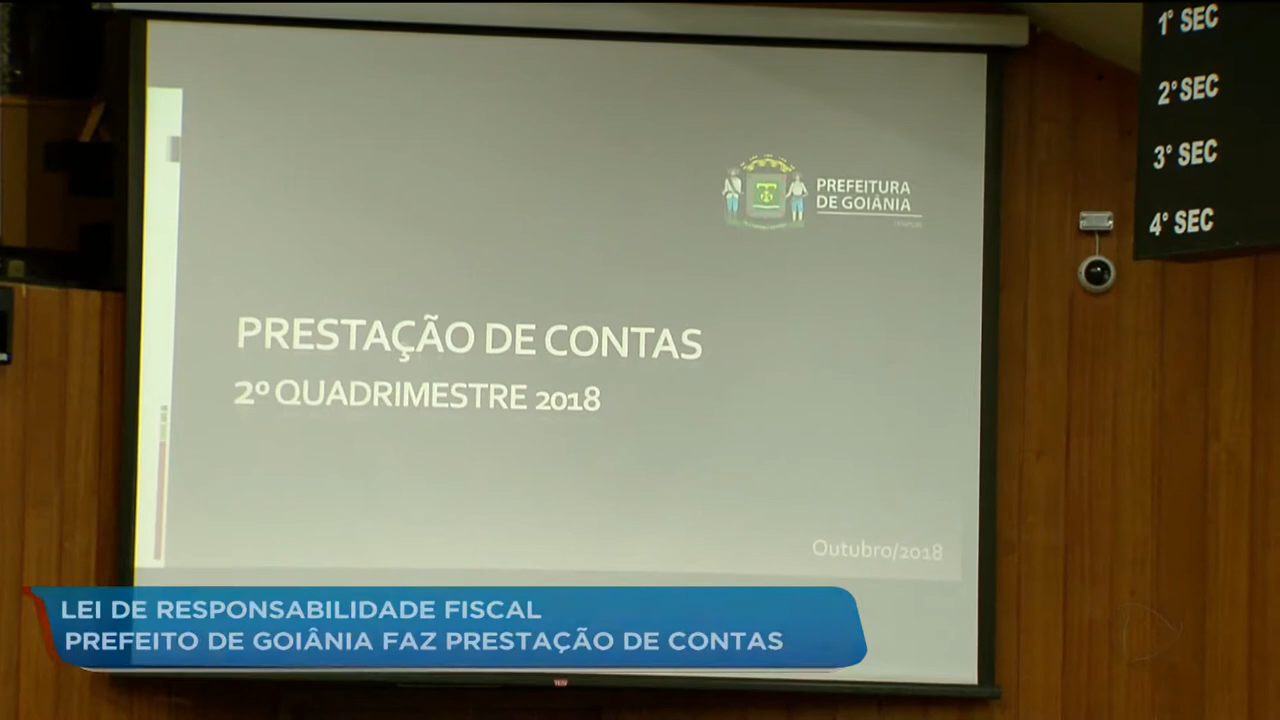 1° SEC
2° SEC
3° SEC
4° SEC
PREFEITURA
DE GOIÂNIA
PRESTAÇÃO DE CONTAS
2º QUADRIMESTRE 2018
Outubro/2018
LEI DE RESPONSABILIDADE FISCAL
PREFEITO DE GOIÂNIA FAZ PRESTAÇÃO DE CONTAS